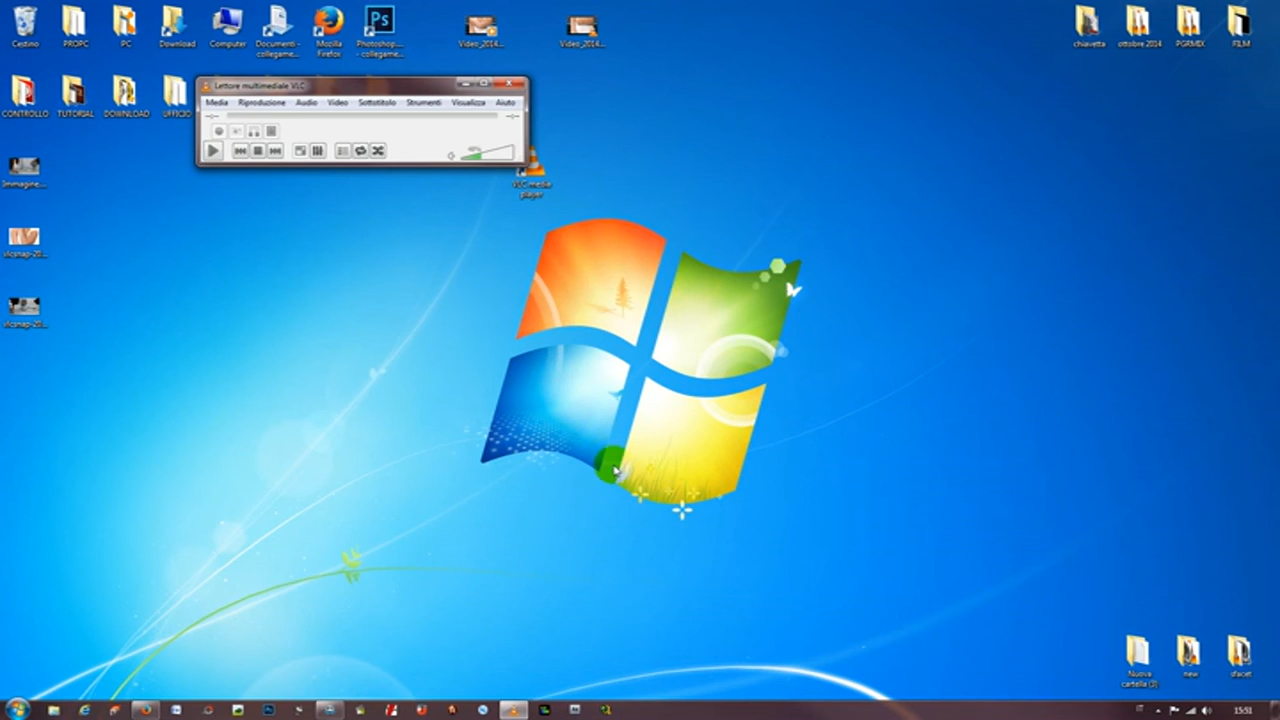 Cestino
PROPC
PC
Download
Computer
Documenti - collegame...
Mozilla Firefox
Photoshop.... - collegame...
Video_2014...
Video_2014...
chiavetta
ottobre 2014
PGRMIX
FILM
Lettore multimediale VLC
Media Riproduzione Audio Video Sottotitolo Strumenti Visualizza Aiuto
CONTROLLO
TUTORIAL
DOWNLOAD
UFFICIO
Immagine...
VLC media player
vlcsnap-20...
vlcsnap-20...
Nuova cartella (3)
new
sfacet
IT
15:51